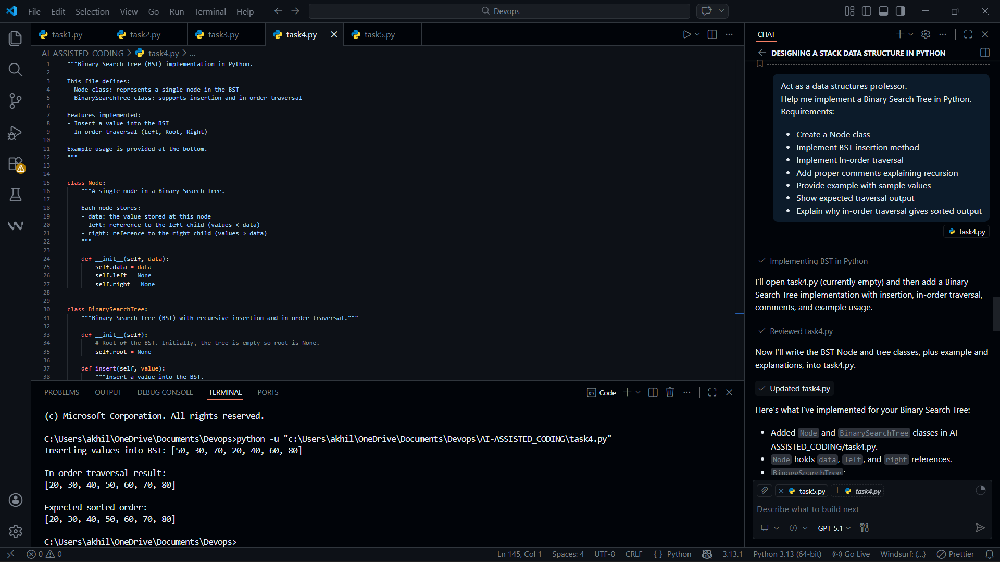 File Edit Selection View Go Run Terminal Help
Devops
task1.py task2.py task3.py task4.py task5.py
AI-ASSISTED_CODING > task4.py > ...
1 """Binary Search Tree (BST) implementation in Python.
2
3 This file defines:
4 - Node class: represents a single node in the BST
5 - BinarySearchTree class: supports insertion and in-order traversal
6
7 Features implemented:
8 - Insert a value into the BST
9 - In-order traversal (Left, Root, Right)
10
11 Example usage is provided at the bottom.
12 """
13
14
15 class Node:
16 """A single node in a Binary Search Tree.
17
18 Each node stores:
19 - data: the value stored at this node
20 - left: reference to the left child (values < data)
21 - right: reference to the right child (values > data)
22 """
23
24 def __init__(self, data):
25 self.data = data
26 self.left = None
27 self.right = None
28
29
30 class BinarySearchTree:
31 """Binary Search Tree (BST) with recursive insertion and in-order traversal."""
32
33 def __init__(self):
34 # Root of the BST. Initially, the tree is empty so root is None.
35 self.root = None
36
37 def insert(self, value):
38 """Insert a value into the BST.
PROBLEMS OUTPUT DEBUG CONSOLE TERMINAL PORTS
Code
(c) Microsoft Corporation. All rights reserved.
C:\Users\akhil\OneDrive\Documents\Devops>python -u "c:\Users\akhil\OneDrive\Documents\Devops\AI-ASSISTED_CODING\task4.py"
Inserting values into BST: [50, 30, 70, 20, 40, 60, 80]
In-order traversal result:
[20, 30, 40, 50, 60, 70, 80]
Expected sorted order:
[20, 30, 40, 50, 60, 70, 80]
C:\Users\akhil\OneDrive\Documents\Devops>
CHAT
DESIGNING A STACK DATA STRUCTURE IN PYTHON
Act as a data structures professor.
Help me implement a Binary Search Tree in Python.
Requirements:
• Create a Node class
• Implement BST insertion method
• Implement In-order traversal
• Add proper comments explaining recursion
• Provide example with sample values
• Show expected traversal output
• Explain why in-order traversal gives sorted output
task4.py
Implementing BST in Python
I'll open task4.py (currently empty) and then add a Binary
Search Tree implementation with insertion, in-order traversal,
comments, and example usage.
Reviewed task4.py
Now I'll write the BST Node and tree classes, plus example and
explanations, into task4.py.
Updated task4.py
Here's what I've implemented for your Binary Search Tree:
• Added Node and BinarySearchTree classes in AI-
ASSISTED_CODING/task4.py.
• Node holds data, left, and right references.
• BinarySearchTree:
task5.py task4.py
Describe what to build next
GPT-5.1
0 0 Ln 145, Col 1 Spaces: 4 UTF-8 CRLF { } Python 3.13.1 Python 3.13 (64-bit) Go Live Windsurf: {...} Prettier